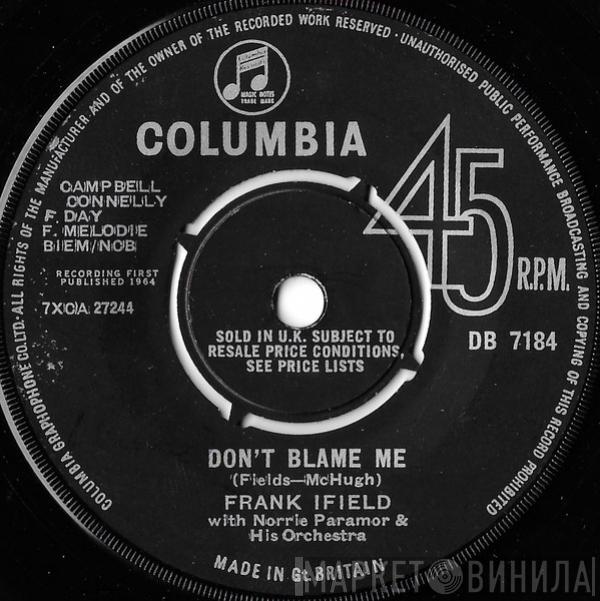 COLUMBIA GRAPHOPHONE CO. LTD.·ALL RIGHTS OF THE MANUFACTURER AND OF THE OWNER OF THE RECORDED WORK RESERVED·UNAUTHORISED PUBLIC PERFORMANCE BROADCASTING AND COPYING OF THIS RECORD PROHIBITED
MAGIC NOTES
TRADE MARK
COLUMBIA
45
R.P.M.
CAMPBELL
CONNELLY
F. DAY
F. MELODIE
BIEM/NCB
RECORDING FIRST
PUBLISHED 1964
7XCA 27244
DB 7184
SOLD IN U.K. SUBJECT TO
RESALE PRICE CONDITIONS,
SEE PRICE LISTS
DON'T BLAME ME
(Fields—McHugh)
FRANK IFIELD
with Norrie Paramor &
His Orchestra
MADE IN Gt. BRITAIN
МАРКЕТ ВИНИЛА